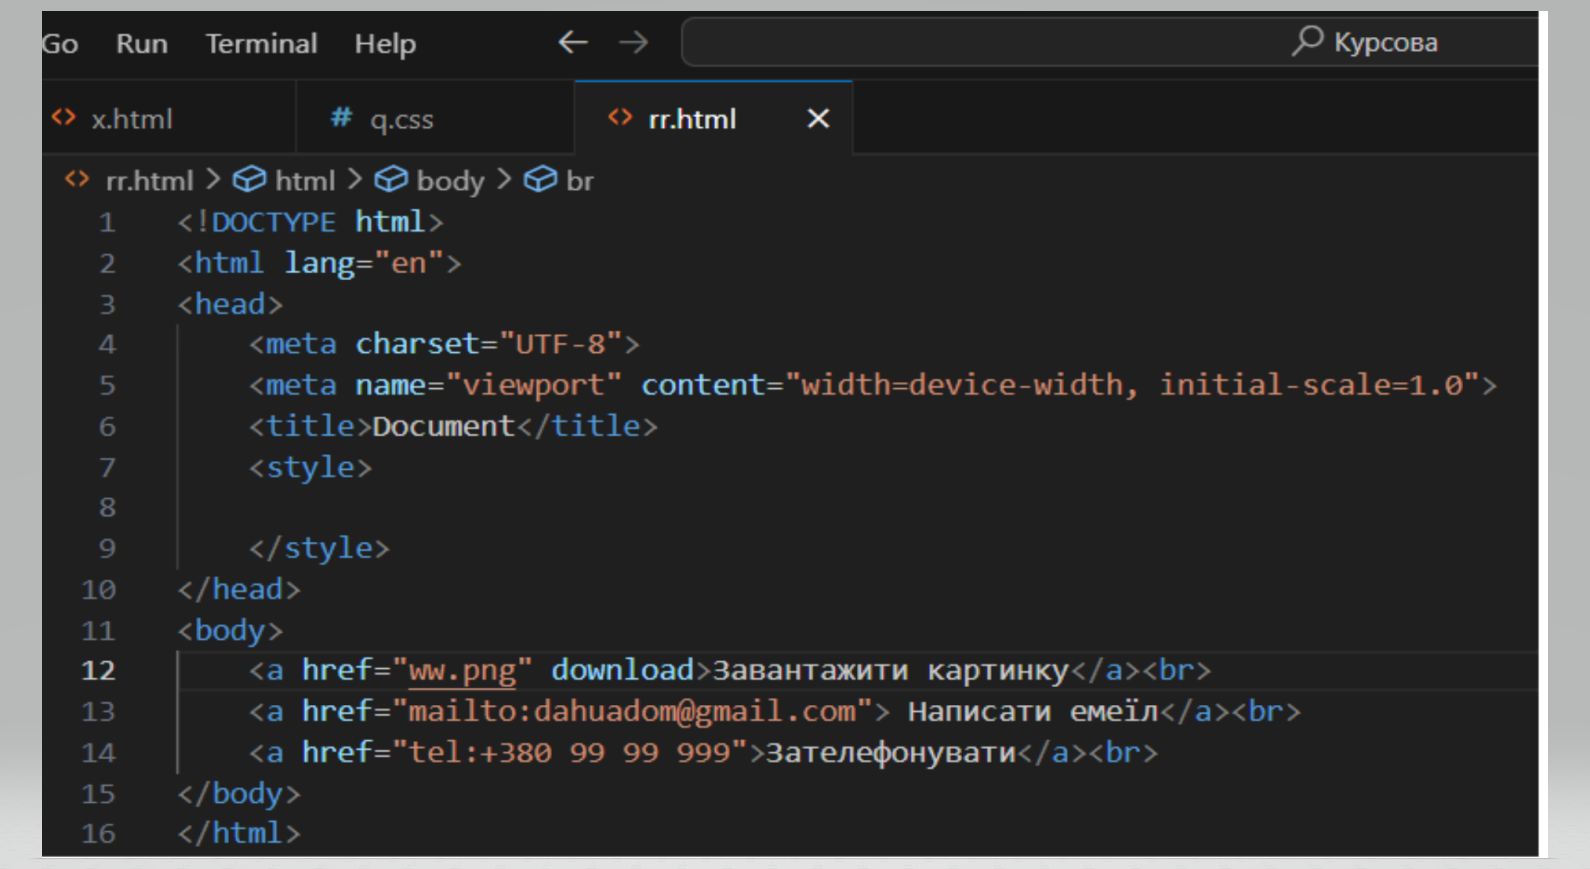 Go Run Terminal Help ← → Курсова
<> x.html # q.css <> rr.html ×
<> rr.html > html > body > br
1 <!DOCTYPE html>
2 <html lang="en">
3 <head>
4 <meta charset="UTF-8">
5 <meta name="viewport" content="width=device-width, initial-scale=1.0">
6 <title>Document</title>
7 <style>
8
9 </style>
10 </head>
11 <body>
12 <a href="ww.png" download>Завантажити картинку</a><br>
13 <a href="mailto:dahuadom@gmail.com"> Написати емеїл</a><br>
14 <a href="tel:+380 99 99 999">Зателефонувати</a><br>
15 </body>
16 </html>